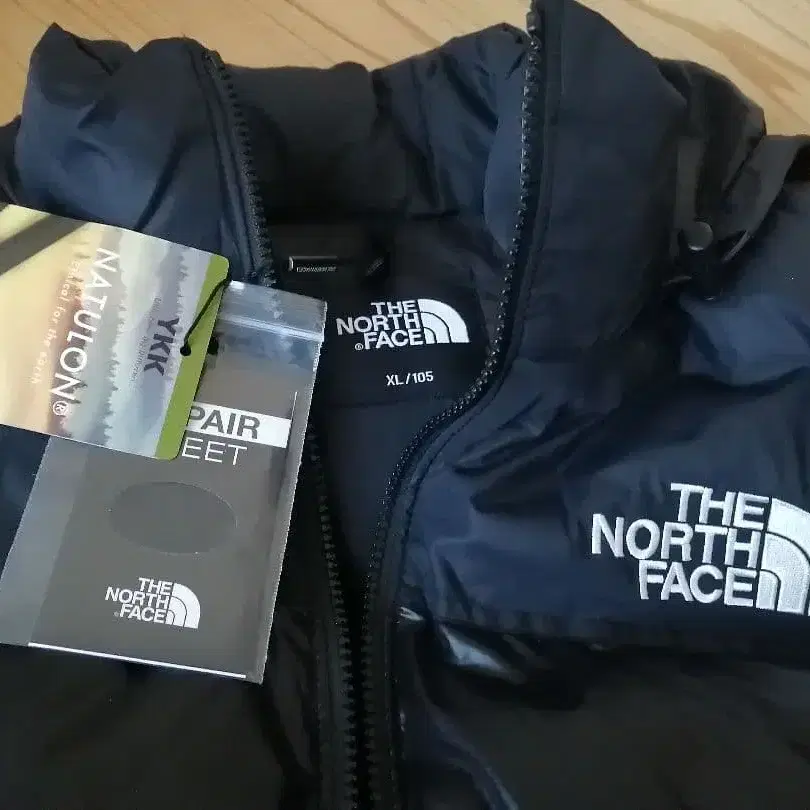 NATULON®
YKK
PAIR
EET
THE
NORTH
FACE
THE
NORTH
®FACE
XL/105
THE
NORTH
FACE